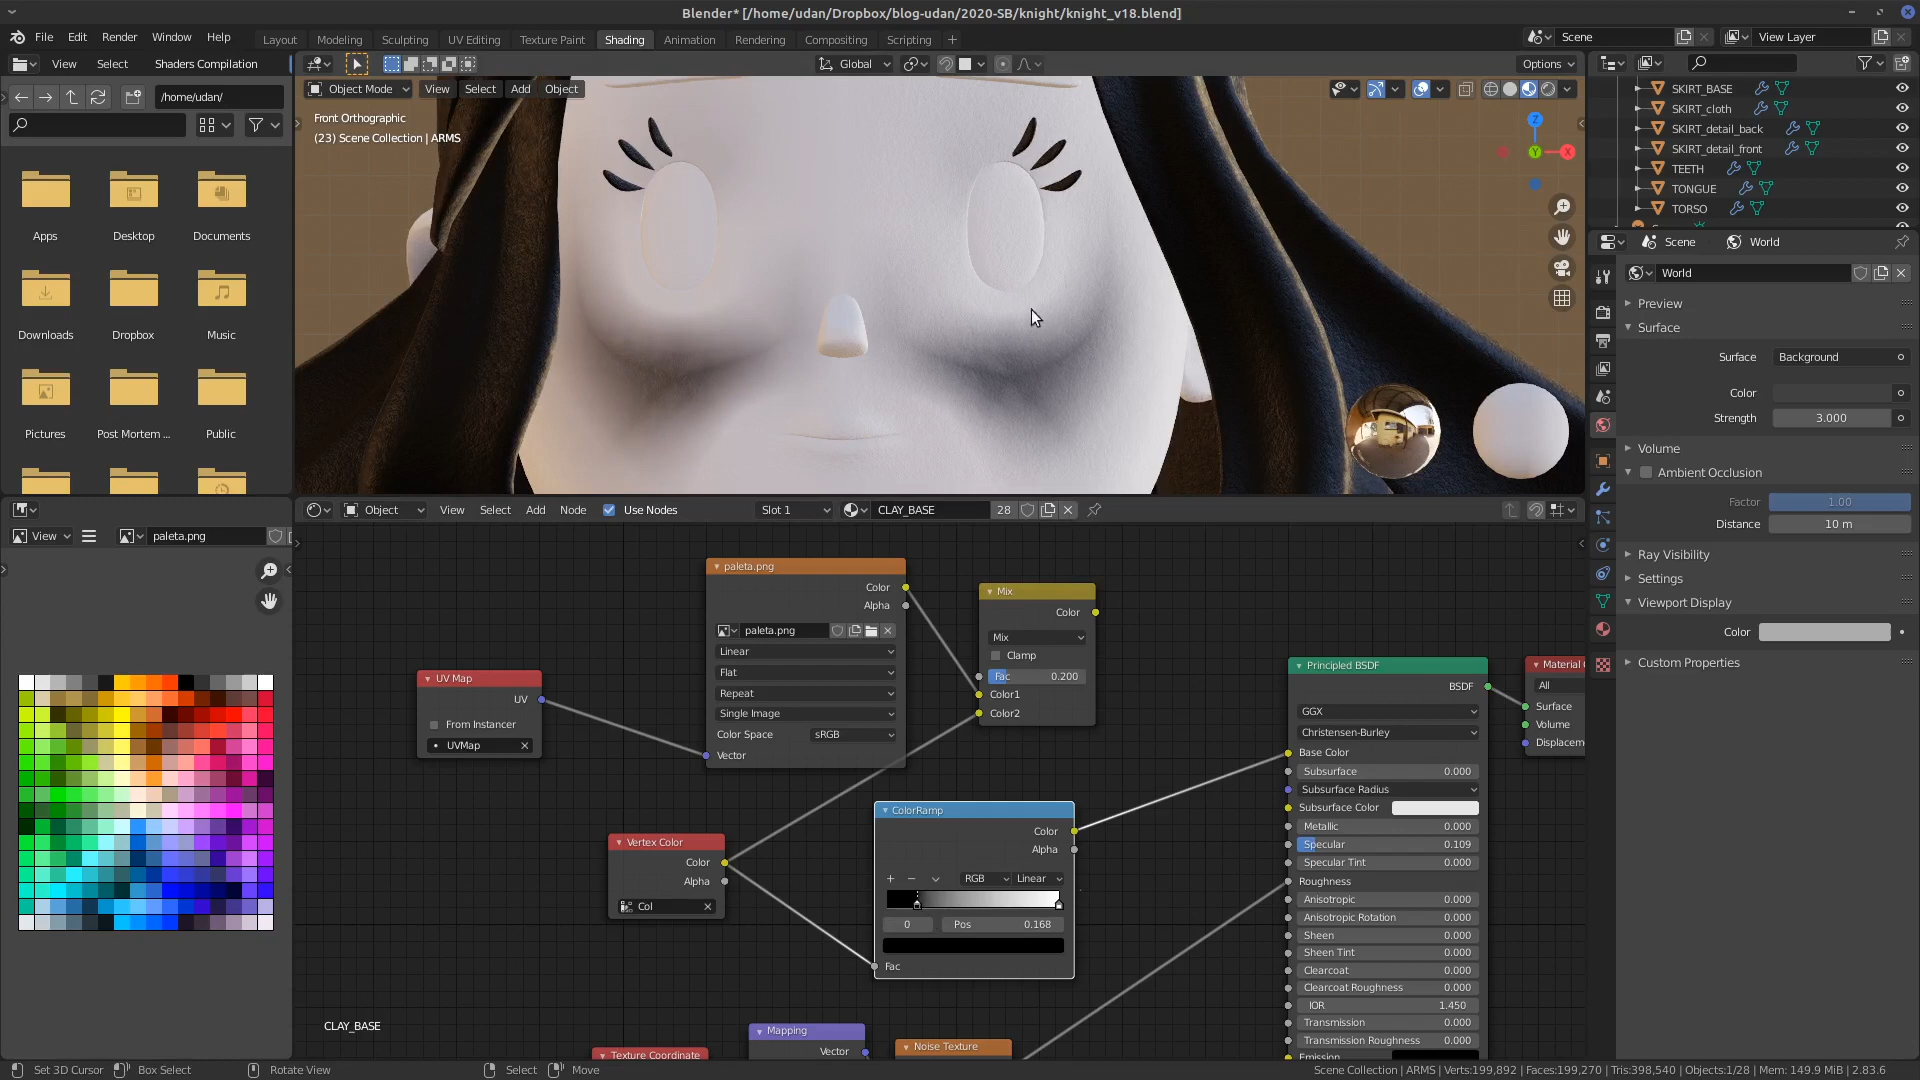 Blender* [/home/udan/Dropbox/blog-udan/2020-SB/knight/knight_v18.blend]
File Edit Render Window Help
Layout Modeling Sculpting UV Editing Texture Paint Shading Animation Rendering Compositing Scripting +
Scene View Layer
View Select Shaders Compilation
Global Options
/home/udan/
Object Mode View Select Add Object
Front Orthographic
(23) Scene Collection | ARMS
Z
Y
X
Apps Desktop Documents
Downloads Dropbox Music
Pictures Post Mortem ... Public
SKIRT_BASE
SKIRT_cloth
SKIRT_detail_back
SKIRT_detail_front
TEETH
TONGUE
TORSO
Scene World
World
Preview
Surface
Surface Background
Color
Strength 3.000
Volume
Ambient Occlusion
Factor 1.00
Distance 10 m
Ray Visibility
Settings
Viewport Display
Color
Custom Properties
View paleta.png
Object View Select Add Node Use Nodes Slot 1 CLAY_BASE 28
UV Map
UV
From Instancer
UVMap
paleta.png
Color
Alpha
paleta.png
Linear
Flat
Repeat
Single Image
Color Space sRGB
Vector
Mix
Color
Mix
Clamp
Fac 0.200
Color1
Color2
Vertex Color
Color
Alpha
Col
ColorRamp
Color
Alpha
RGB Linear
0 Pos 0.168
Fac
Principled BSDF
BSDF
GGX
Christensen-Burley
Base Color
Subsurface 0.000
Subsurface Radius
Subsurface Color
Metallic 0.000
Specular 0.109
Specular Tint 0.000
Roughness
Anisotropic 0.000
Anisotropic Rotation 0.000
Sheen 0.000
Sheen Tint 0.000
Clearcoat 0.000
Clearcoat Roughness 0.000
IOR 1.450
Transmission 0.000
Transmission Roughness 0.000
Emission
Material
All
Surface
Volume
Displacem
Mapping
Vector
Texture Coordinate
Noise Texture
CLAY_BASE
Set 3D Cursor Box Select Rotate View Select Move
Scene Collection | ARMS | Verts:199,892 | Faces:199,270 | Tris:398,540 | Objects:1/28 | Mem: 149.9 MiB | 2.83.6